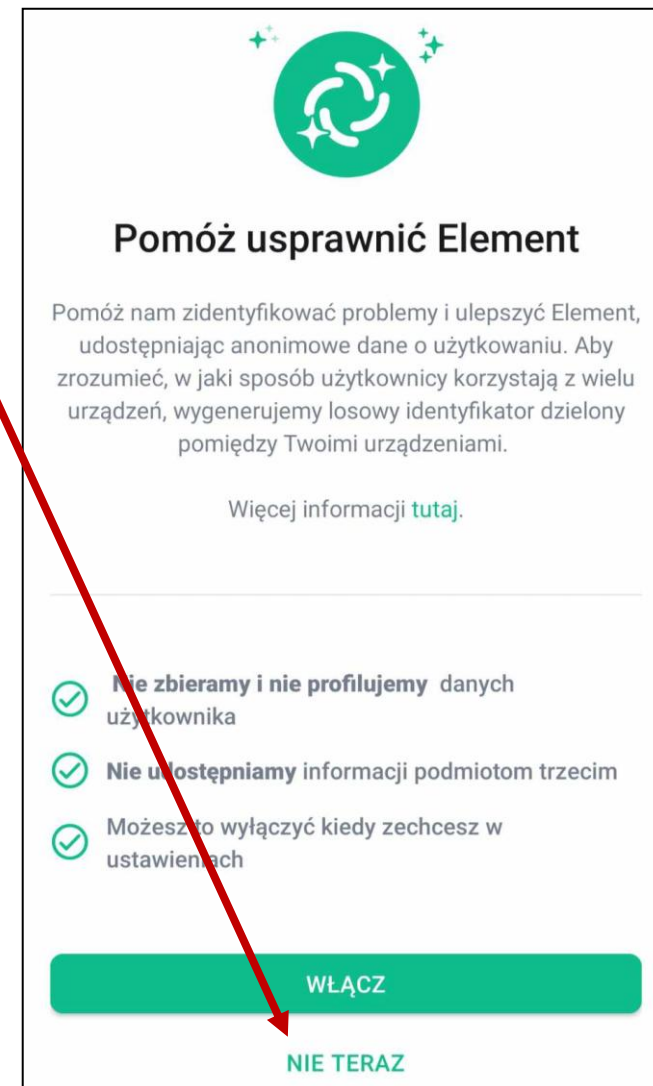 Pomóż usprawnić Element
Pomóż nam zidentyfikować problemy i ulepszyć Element,
udostępniając anonimowe dane o użytkowaniu. Aby
zrozumieć, w jaki sposób użytkownicy korzystają z wielu
urządzeń, wygenerujemy losowy identyfikator dzielony
pomiędzy Twoimi urządzeniami.
Więcej informacji tutaj.
Nie zbieramy i nie profilujemy danych
użytkownika
Nie udostępniamy informacji podmiotom trzecim
Możesz to wyłączyć kiedy zechcesz w
ustawieniach
WŁĄCZ
NIE TERAZ